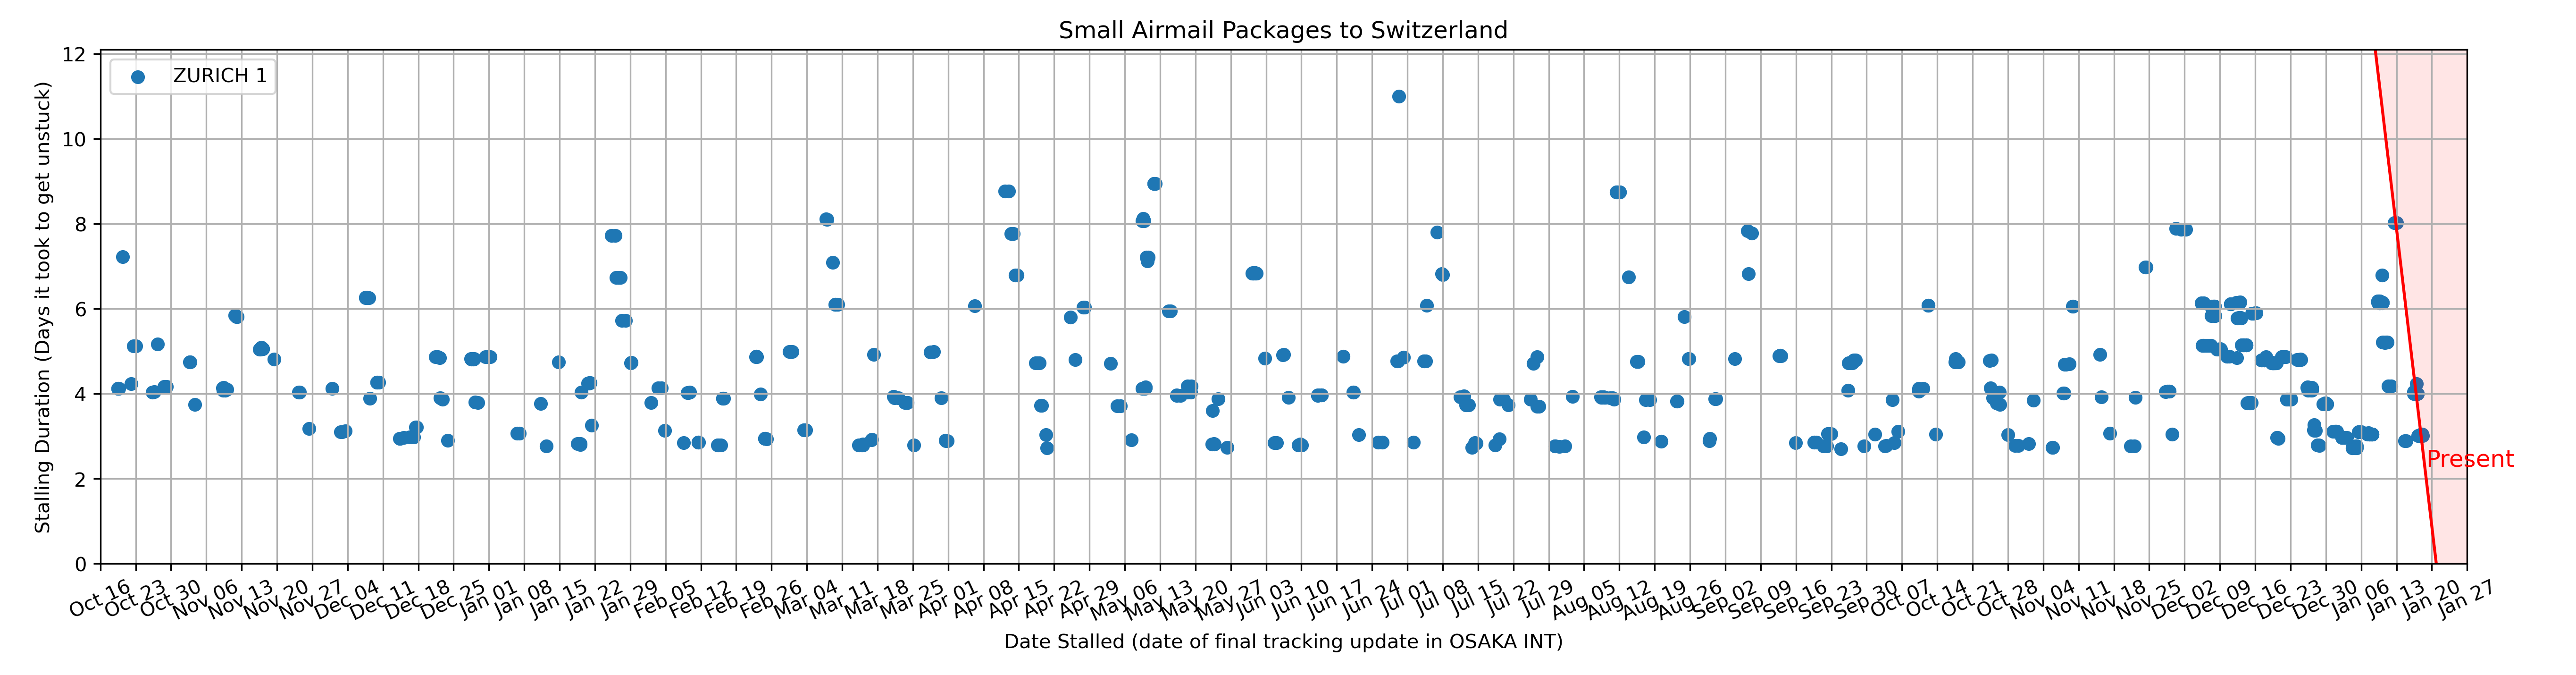 Small Airmail Packages to Switzerland
ZURICH 1
Stalling Duration (Days it took to get unstuck)
12
10
8
6
4
2
0
Present
Oct 16
Oct 23
Oct 30
Nov 06
Nov 13
Nov 20
Nov 27
Dec 04
Dec 11
Dec 18
Dec 25
Jan 01
Jan 08
Jan 15
Jan 22
Jan 29
Feb 05
Feb 12
Feb 19
Feb 26
Mar 04
Mar 11
Mar 18
Mar 25
Apr 01
Apr 08
Apr 15
Apr 22
Apr 29
May 06
May 13
May 20
May 27
Jun 03
Jun 10
Jun 17
Jun 24
Jul 01
Jul 08
Jul 15
Jul 22
Jul 29
Aug 05
Aug 12
Aug 19
Aug 26
Sep 02
Sep 09
Sep 16
Sep 23
Sep 30
Oct 07
Oct 14
Oct 21
Oct 28
Nov 04
Nov 11
Nov 18
Nov 25
Dec 02
Dec 09
Dec 16
Dec 23
Dec 30
Jan 06
Jan 13
Jan 20
Jan 27
Date Stalled (date of final tracking update in OSAKA INT)